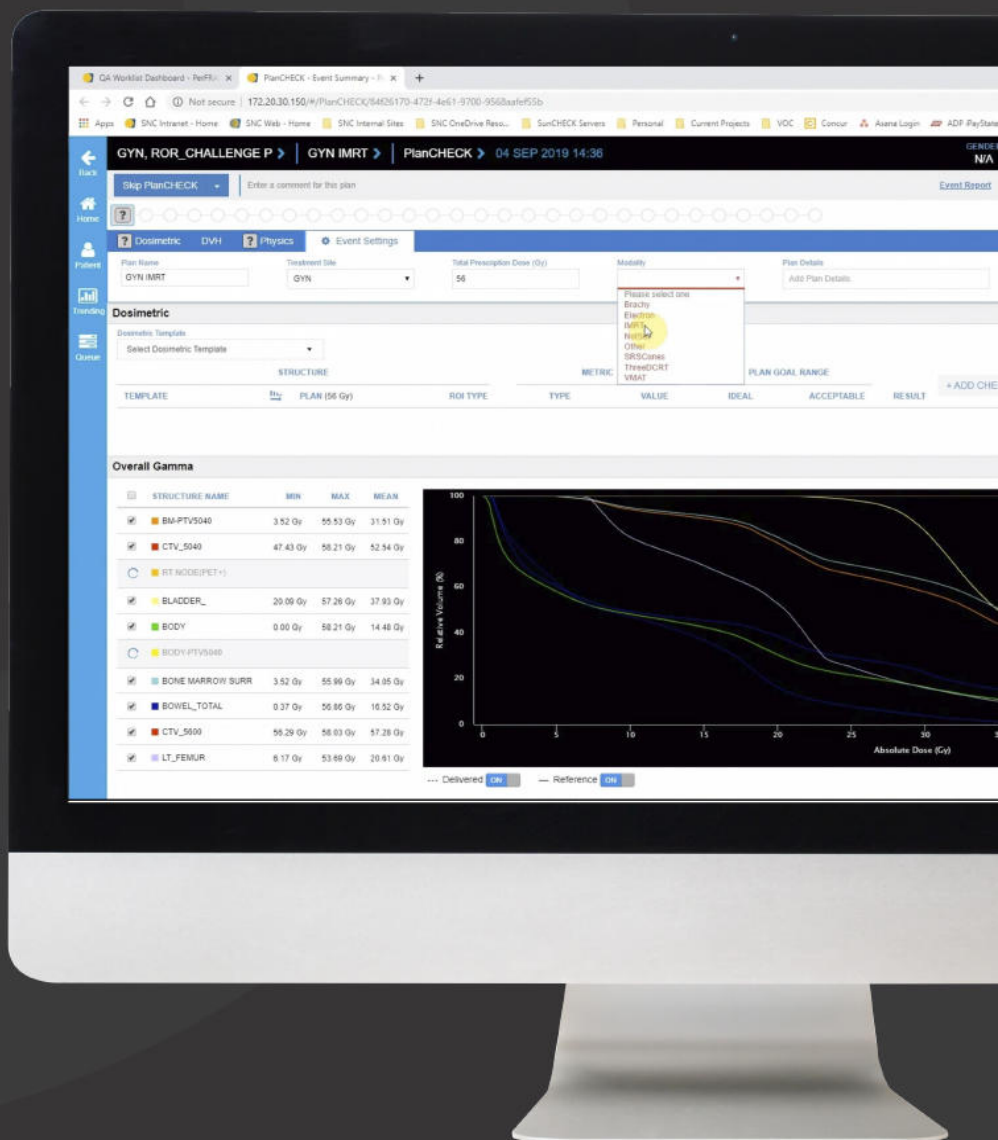 QA Worklist Dashboard - PerFRA
PlanCHECK - Event Summary - P
Not secure | 172.20.30.150/#/PlanCHECK/84f26170-472f-4e61-9700-9568aafef55b
Apps SNC Intranet - Home SNC Web - Home SNC Internal Sites SNC OneDrive Reso... SunCHECK Servers Personal Current Projects VOC Concur Asana Login ADP iPayState
Back
GYN, ROR_CHALLENGE P > GYN IMRT > PlanCHECK > 04 SEP 2019 14:36
GENDER
N/A
Skip PlanCHECK
Enter a comment for this plan
Event Report
Home
?
? Dosimetric DVH ? Physics Event Settings
Patient
Plan Name Treatment Site Total Prescription Dose (Gy) Modality Plan Details
GYN IMRT GYN 56 Add Plan Details
Please select one
Brachy
Electron
IMRT
Other
SRSCones
ThreeDCRT
VMAT
Trending
Dosimetric
Dosimetric Template
Select Dosimetric Template
Queue
STRUCTURE METRIC PLAN GOAL RANGE
+ ADD CHE
TEMPLATE PLAN (56 Gy) ROI TYPE TYPE VALUE IDEAL ACCEPTABLE RESULT
Overall Gamma
STRUCTURE NAME MIN MAX MEAN
BM-PTV5040 3.52 Gy 55.53 Gy 31.51 Gy
CTV_5040 47.43 Gy 58.21 Gy 52.54 Gy
RT NODE(PET+)
BLADDER_ 20.09 Gy 57.26 Gy 37.93 Gy
BODY 0.00 Gy 58.21 Gy 14.48 Gy
BODY-PTV5040
BONE MARROW SURR 3.52 Gy 55.99 Gy 34.05 Gy
BOWEL_TOTAL 0.37 Gy 56.86 Gy 16.52 Gy
CTV_5600 56.29 Gy 58.03 Gy 57.28 Gy
LT_FEMUR 6.17 Gy 53.69 Gy 20.61 Gy
Relative Volume (%)
100
80
60
40
20
0
0 5 10 15 20 25 30
Absolute Dose (Gy)
--- Delivered ON — Reference ON